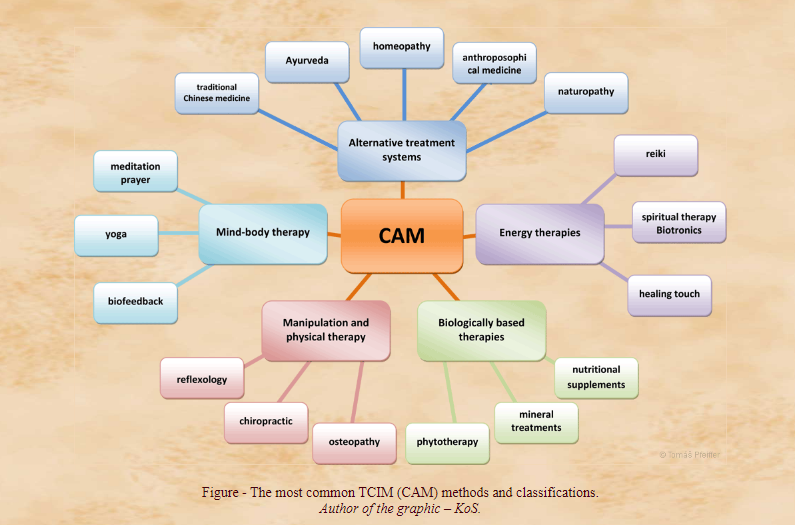 homeopathy
Ayurveda
anthroposophi
cal medicine
traditional
Chinese medicine
naturopathy
Alternative treatment
systems
meditation
prayer
reiki
yoga
Mind-body therapy
CAM
Energy therapies
spiritual therapy
Biotronics
biofeedback
healing touch
Manipulation and
physical therapy
Biologically based
therapies
reflexology
nutritional
supplements
chiropractic
mineral
treatments
osteopathy
phytotherapy
Figure - The most common TCIM (CAM) methods and classifications.
Author of the graphic – KoS.